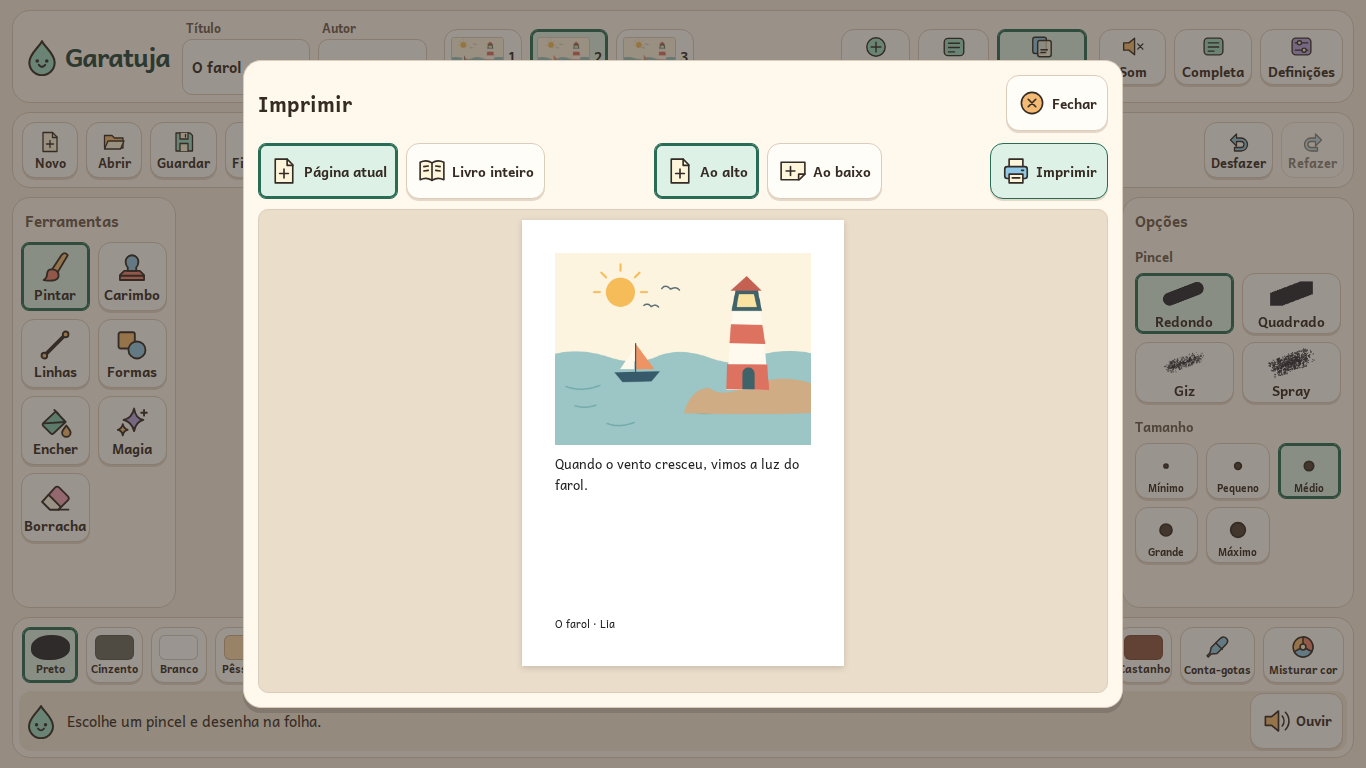 Título
Autor
Garatuja
O farol
1
2
3
Som
Completa
Definições
Novo
Abrir
Guardar
Desfazer
Refazer
Imprimir
Fechar
Página atual
Livro inteiro
Ao alto
Ao baixo
Imprimir
Ferramentas
Pintar
Carimbo
Linhas
Formas
Encher
Magia
Borracha
Quando o vento cresceu, vimos a luz do
farol.
O farol · Lia
Opções
Pincel
Redondo
Quadrado
Giz
Spray
Tamanho
Mínimo
Pequeno
Médio
Grande
Máximo
Preto
Cinzento
Branco
Castanho
Conta-gotas
Misturar cor
Escolhe um pincel e desenha na folha.
Ouvir